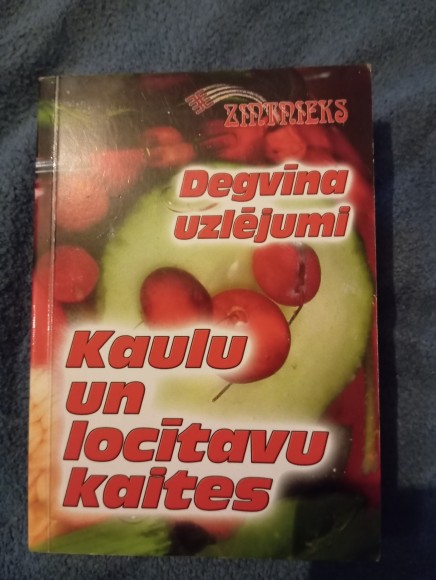 ZINTNIEKS
Degvīna
uzlējumi
Kaulu
un
locītavu
kaites